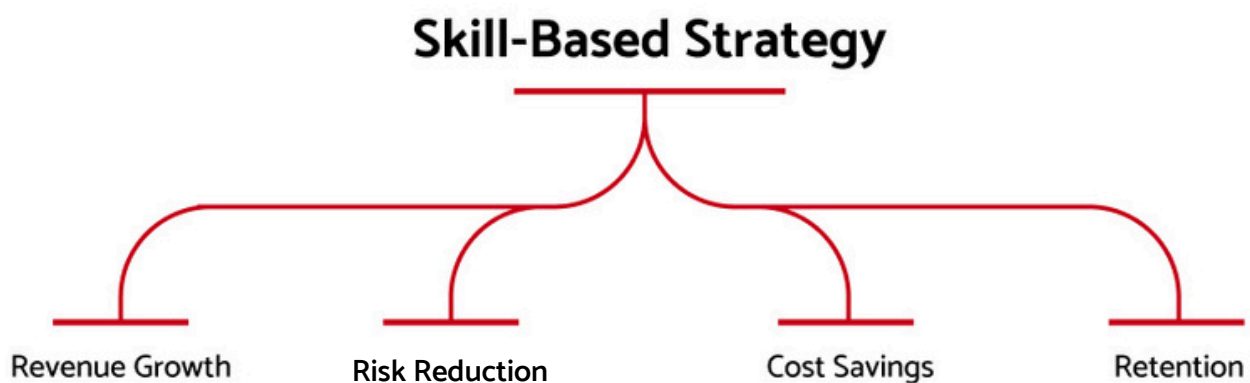 Skill-Based Strategy
Revenue Growth
Risk Reduction
Cost Savings
Retention